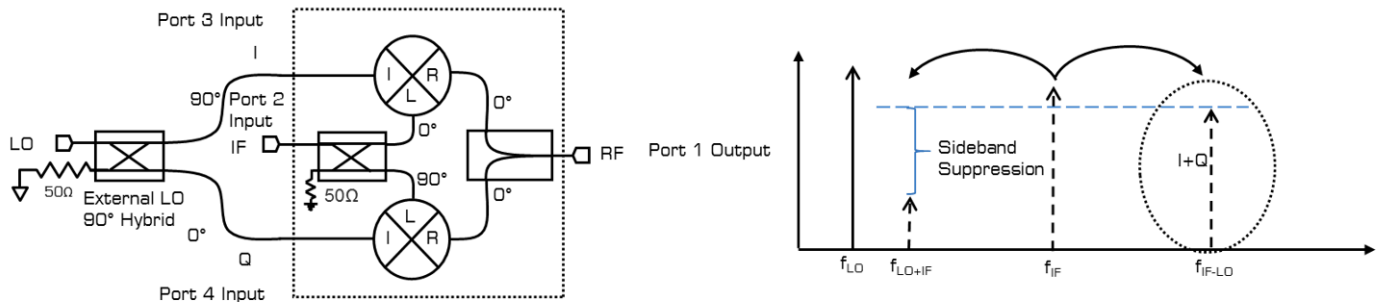 Port 3 Input
I
90°
Port 2
Input
I
R
L
0°
0°
LO
IF
RF
Port 1 Output
50Ω
External LO
90° Hybrid
50Ω
90°
0°
0°
L
I
R
Q
Port 4 Input
Sideband
Suppression
I+Q
fLO
fLO+IF
fIF
fIF-LO